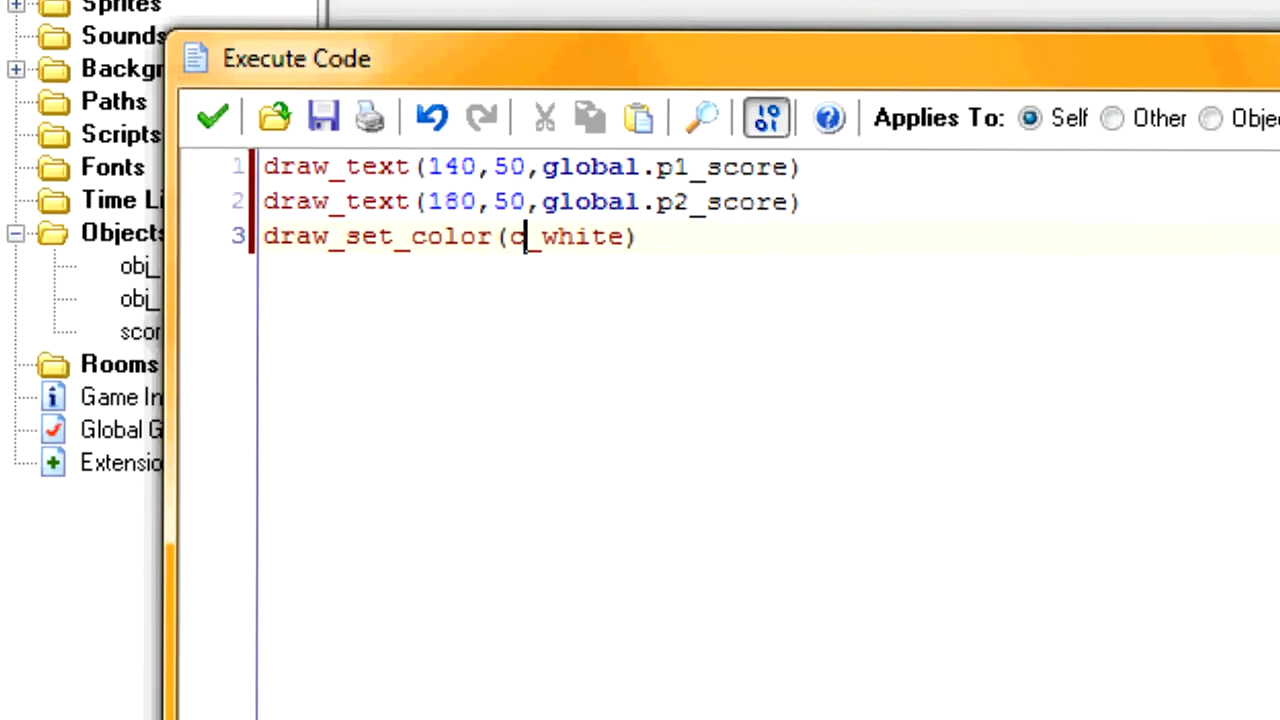 Sprites
Sounds
Backgr
Paths
Scripts
Fonts
Time Li
Objects
obj_
obj_
scor
Rooms
Game In
Global G
Extensio
Execute Code
Applies To: Self Other Objec
1 draw_text(140,50,global.p1_score)
2 draw_text(180,50,global.p2_score)
3 draw_set_color(c_white)